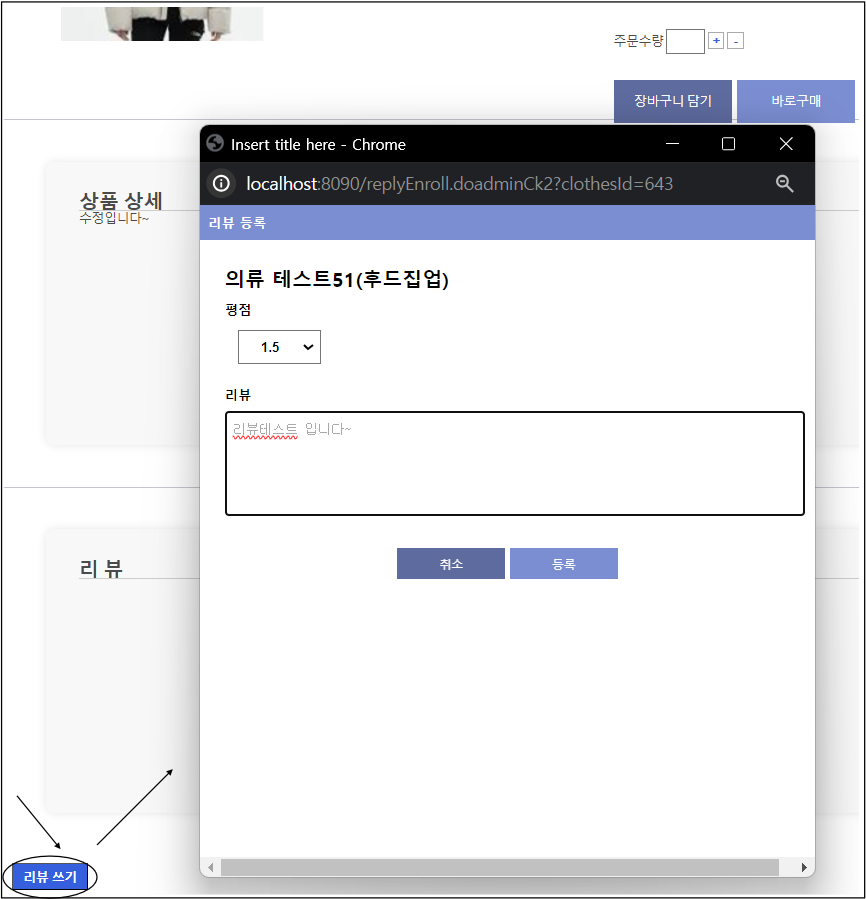 주문수량 + -
장바구니 담기 바로구매
Insert title here - Chrome
localhost:8090/replyEnroll.doadminCk2?clothesId=643
리뷰 등록
상품 상세
수정입니다~
의류 테스트51(후드집업)
평점
1.5
리뷰
리뷰테스트 입니다~
취소 등록
리 뷰
리뷰 쓰기